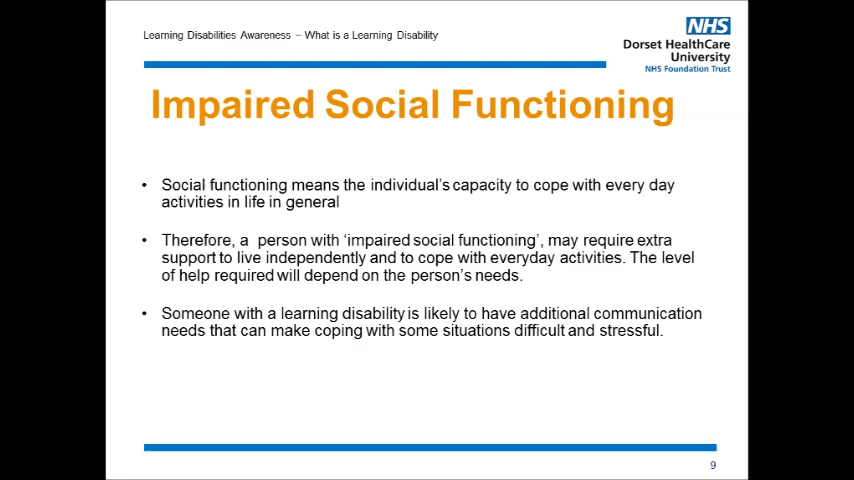 Learning Disabilities Awareness – What is a Learning Disability
NHS
Dorset HealthCare
University
NHS Foundation Trust
Impaired Social Functioning
• Social functioning means the individual's capacity to cope with every day
activities in life in general
• Therefore, a person with ‘impaired social functioning’, may require extra
support to live independently and to cope with everyday activities. The level
of help required will depend on the person's needs.
• Someone with a learning disability is likely to have additional communication
needs that can make coping with some situations difficult and stressful.
9